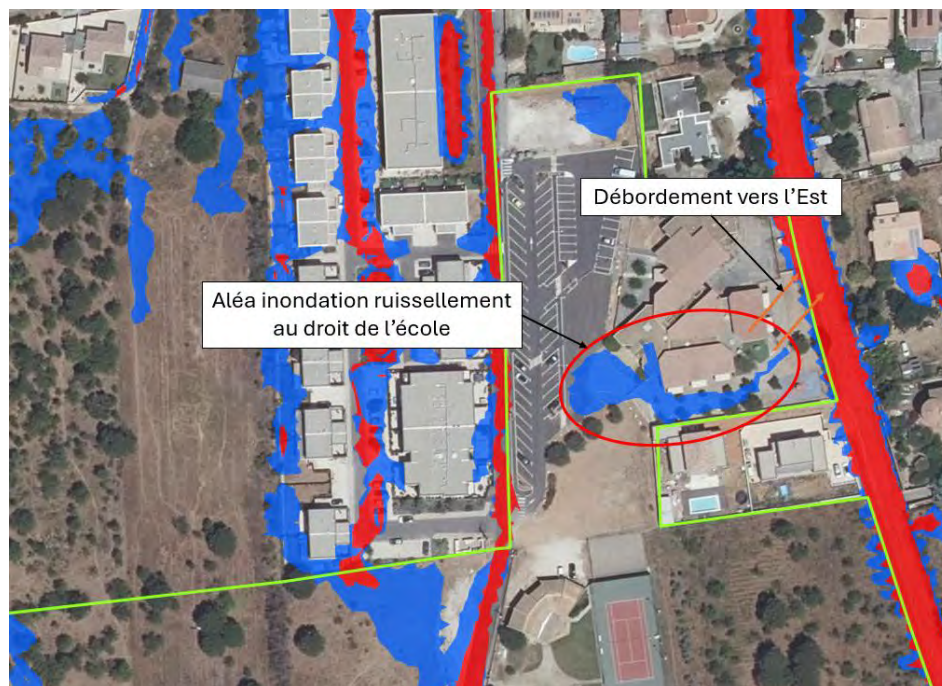 Débordement vers l’Est
Aléa inondation ruissellement
au droit de l’école